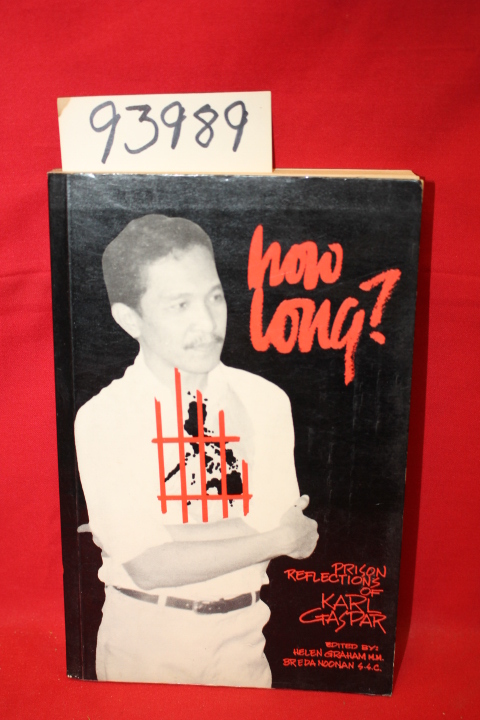 93989
how
long?
PRISON
REFLECTIONS
OF
KARL
GASPAR
EDITED BY:
HELEN GRAHAM M.M.
BREDA NOONAN S.S.C.